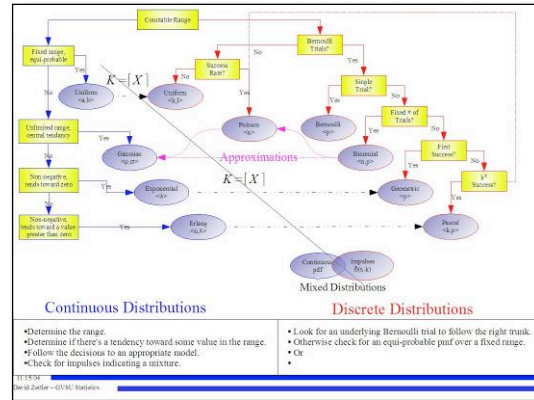 Countable Range
No
Yes
Fixed range,
equi-probable
Yes
No
Uniform
<a,b>
K=⌈X⌉
Bernoulli
Trials?
No
Yes
Success
Rate?
No
Yes
Uniform
<k,l>
Single
Trial?
Yes
No
Unlimited range,
central tendency
Yes
No
Gaussian
Poisson
<α>
Bernoulli
<p>
Fixed # of
Trials?
Yes
No
Binomial
<n,p>
Approximations
First
Success?
Yes
No
Non-negative,
tends toward zero
Yes
No
Exponential
<λ>
K=⌈X⌉
Geometric
<p>
Success?
Yes
Non-negative,
tends toward a value
greater than zero
Yes
Erlang
Pascal
<k,p>
Continuous
pdf
Impulses
δ(x-k)
Mixed Distributions
Continuous Distributions
Discrete Distributions
•Determine the range.
•Determine if there's a tendency toward some value in the range.
•Follow the decisions to an appropriate model.
•Check for impulses indicating a mixture.
• Look for an underlying Bernoulli trial to follow the right trunk.
• Otherwise check for an equi-probable pmf over a fixed range.
• Or
•
11/15/04
David Zeitler – GVSU Statistics